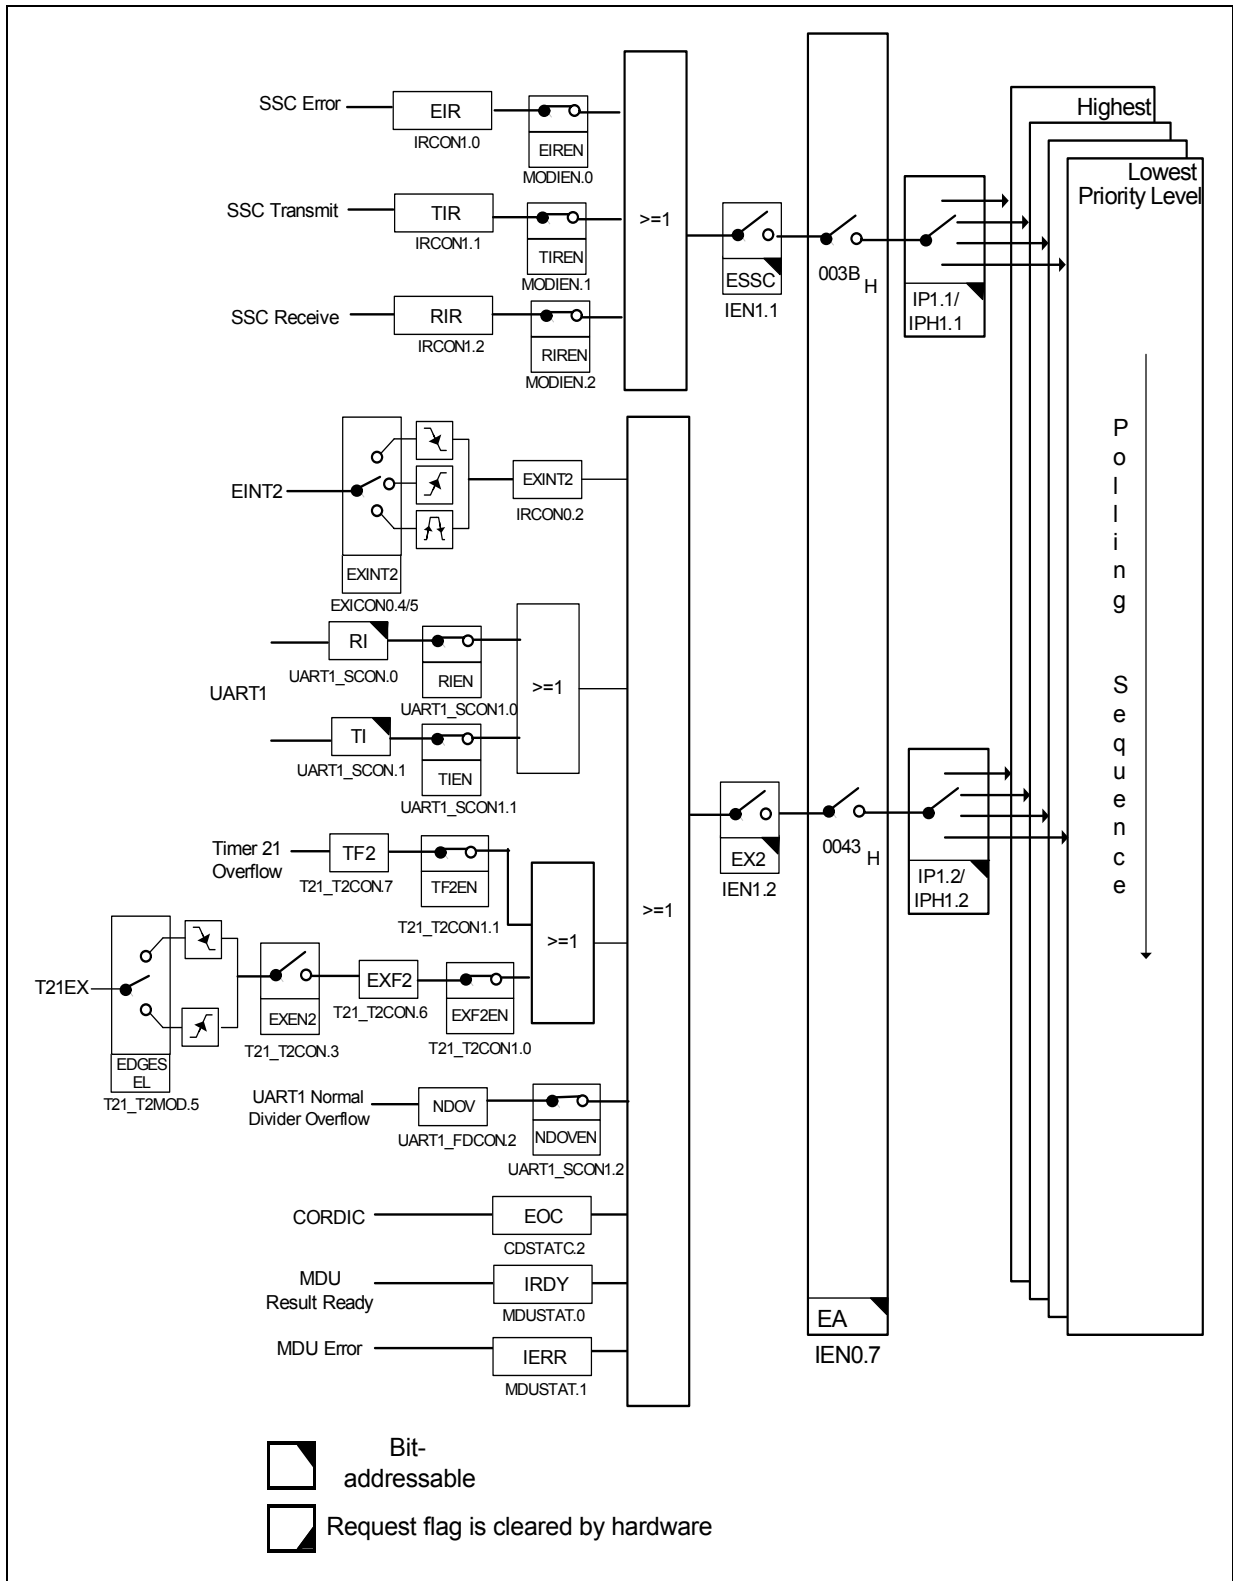 Highest
Lowest
Priority Level
SSC Error
EIR
IRCON1.0
EIREN
MODIEN.0
SSC Transmit
TIR
IRCON1.1
TIREN
MODIEN.1
SSC Receive
RIR
IRCON1.2
RIREN
MODIEN.2
>=1
ESSC
IEN1.1
003B H
IP1.1/
IPH1.1
Polling Sequence
EINT2
EXINT2
IRCON0.2
EXINT2
EXICON0.4/5
UART1
RI
UART1_SCON.0
RIEN
UART1_SCON1.0
TI
UART1_SCON.1
TIEN
UART1_SCON1.1
>=1
Timer 21
Overflow
TF2
T21_T2CON.7
TF2EN
T21_T2CON1.1
T21EX
EDGES
EL
T21_T2MOD.5
EXEN2
T21_T2CON.3
EXF2
T21_T2CON.6
EXF2EN
T21_T2CON1.0
>=1
>=1
EX2
IEN1.2
0043 H
IP1.2/
IPH1.2
UART1 Normal
Divider Overflow
NDOV
UART1_FDCON.2
NDOVEN
UART1_SCON1.2
CORDIC
EOC
CDSTATC.2
MDU
Result Ready
IRDY
MDUSTAT.0
MDU Error
IERR
MDUSTAT.1
EA
IEN0.7
Bit-
addressable
Request flag is cleared by hardware